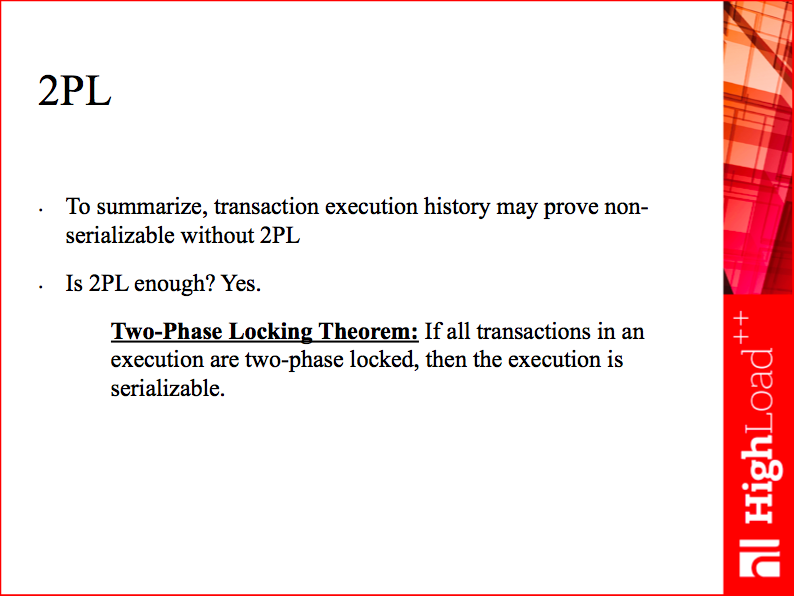 2PL
· To summarize, transaction execution history may prove non-
serializable without 2PL
· Is 2PL enough? Yes.
Two-Phase Locking Theorem: If all transactions in an
execution are two-phase locked, then the execution is
serializable.
HighLoad++